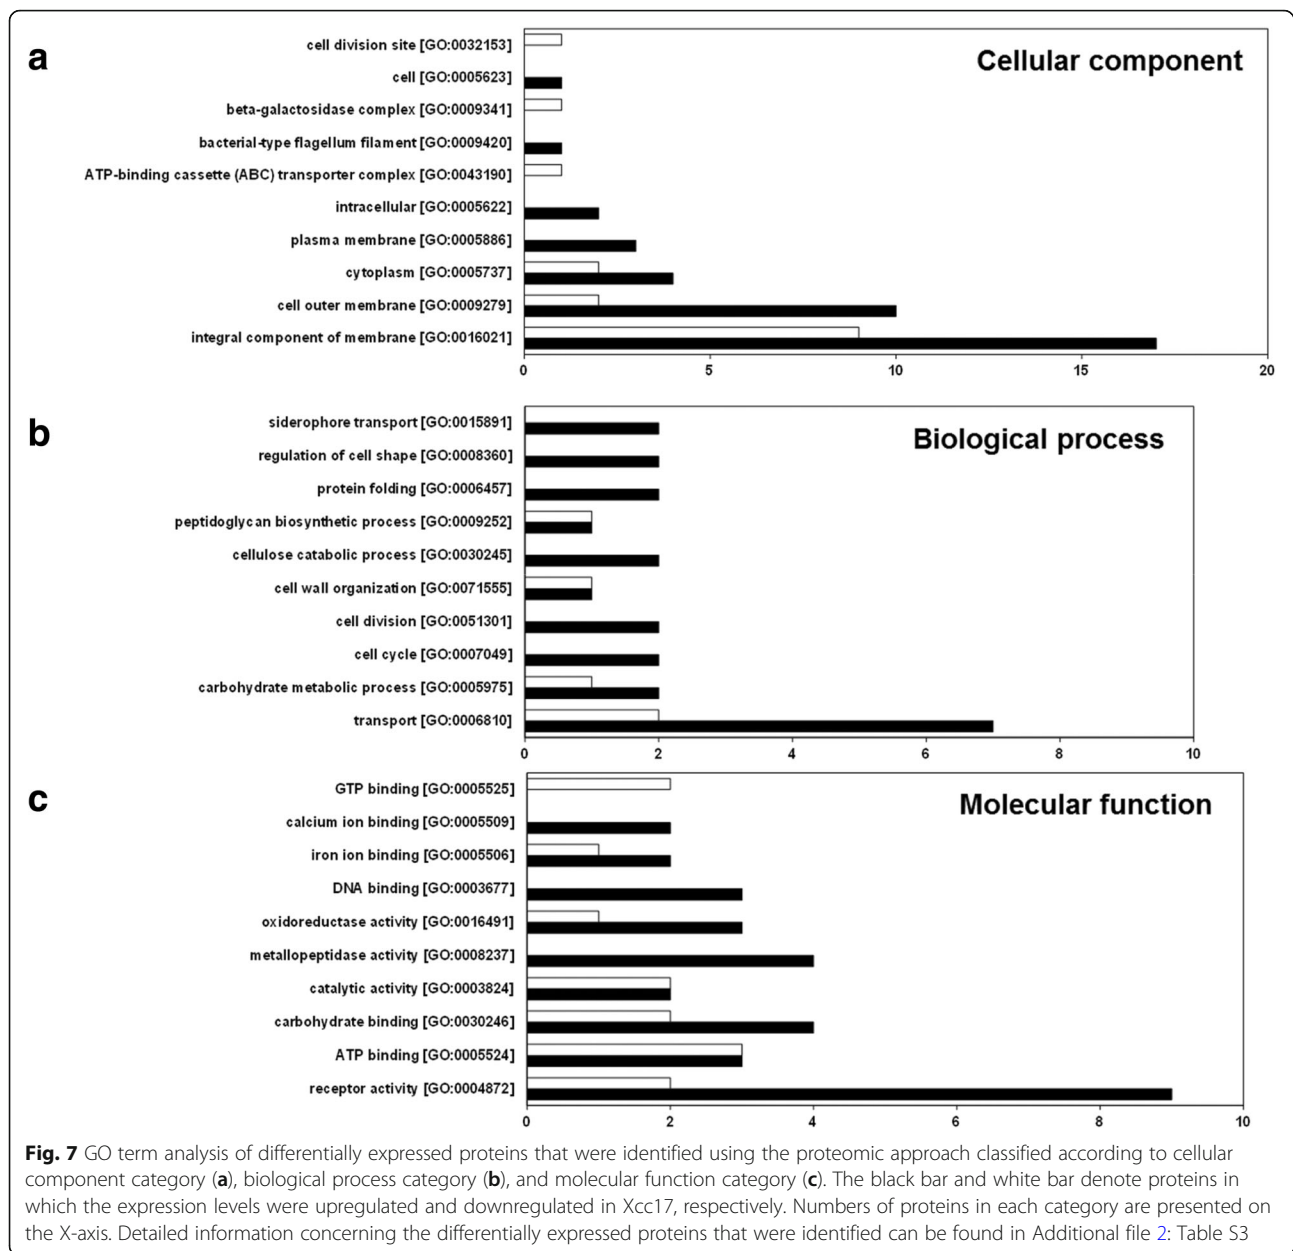 a
Cellular component
cell division site [GO:0032153]
cell [GO:0005623]
beta-galactosidase complex [GO:0009341]
bacterial-type flagellum filament [GO:0009420]
ATP-binding cassette (ABC) transporter complex [GO:0043190]
intracellular [GO:0005622]
plasma membrane [GO:0005886]
cytoplasm [GO:0005737]
cell outer membrane [GO:0009279]
integral component of membrane [GO:0016021]
0 5 10 15 20
b
Biological process
siderophore transport [GO:0015891]
regulation of cell shape [GO:0008360]
protein folding [GO:0006457]
peptidoglycan biosynthetic process [GO:0009252]
cellulose catabolic process [GO:0030245]
cell wall organization [GO:0071555]
cell division [GO:0051301]
cell cycle [GO:0007049]
carbohydrate metabolic process [GO:0005975]
transport [GO:0006810]
0 2 4 6 8 10
c
Molecular function
GTP binding [GO:0005525]
calcium ion binding [GO:0005509]
iron ion binding [GO:0005506]
DNA binding [GO:0003677]
oxidoreductase activity [GO:0016491]
metallopeptidase activity [GO:0008237]
catalytic activity [GO:0003824]
carbohydrate binding [GO:0030246]
ATP binding [GO:0005524]
receptor activity [GO:0004872]
0 2 4 6 8 10
Fig. 7 GO term analysis of differentially expressed proteins that were identified using the proteomic approach classified according to cellular
component category (a), biological process category (b), and molecular function category (c). The black bar and white bar denote proteins in
which the expression levels were upregulated and downregulated in Xcc17, respectively. Numbers of proteins in each category are presented on
the X-axis. Detailed information concerning the differentially expressed proteins that were identified can be found in Additional file 2: Table S3